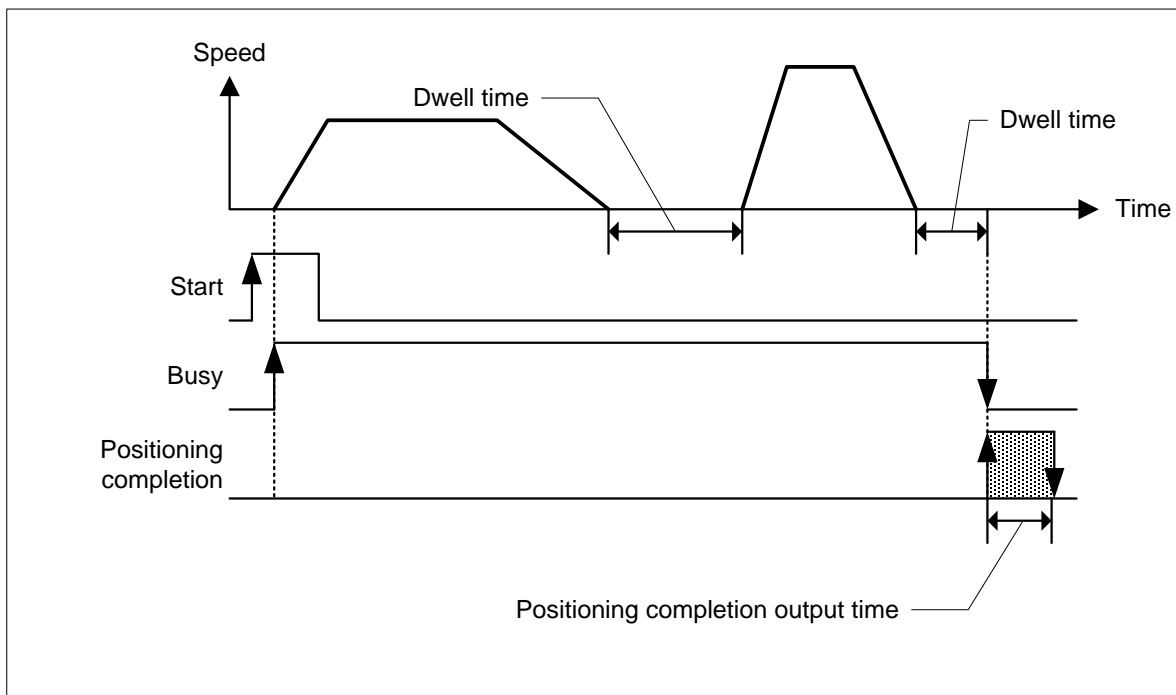 Speed
Dwell time
Dwell time
Time
Start
Busy
Positioning
completion
Positioning completion output time